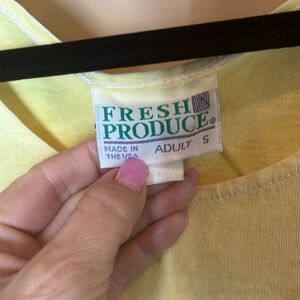 FRESH
PRODUCE®
MADE IN
THE USA
ADULT S